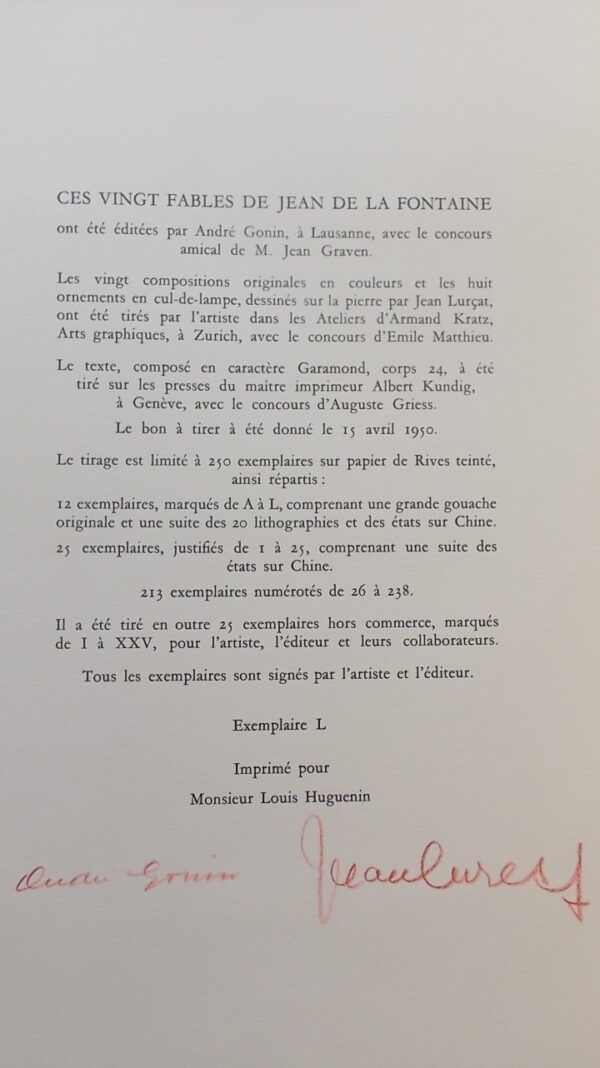 CES VINGT FABLES DE JEAN DE LA FONTAINE
ont été éditées par André Gonin, à Lausanne, avec le concours
amical de M. Jean Graven.
Les vingt compositions originales en couleurs et les huit
ornements en cul-de-lampe, dessinés sur la pierre par Jean Lurçat,
ont été tirés par l'artiste dans les Ateliers d'Armand Kratz,
Arts graphiques, à Zurich, avec le concours d'Emile Matthieu.
Le texte, composé en caractère Garamond, corps 24, à été
tiré sur les presses du maître imprimeur Albert Kundig,
à Genève, avec le concours d'Auguste Griess.
Le bon à tirer à été donné le 15 avril 1950.
Le tirage est limité à 250 exemplaires sur papier de Rives teinté,
ainsi répartis :
12 exemplaires, marqués de A à L, comprenant une grande gouache
originale et une suite des 20 lithographies et des états sur Chine.
25 exemplaires, justifiés de 1 à 25, comprenant une suite des
états sur Chine.
213 exemplaires numérotés de 26 à 238.
Il a été tiré en outre 25 exemplaires hors commerce, marqués
de I à XXV, pour l'artiste, l'éditeur et leurs collaborateurs.
Tous les exemplaires sont signés par l'artiste et l'éditeur.
Exemplaire L
Imprimé pour
Monsieur Louis Huguenin
André Gonin Jean Lurçat